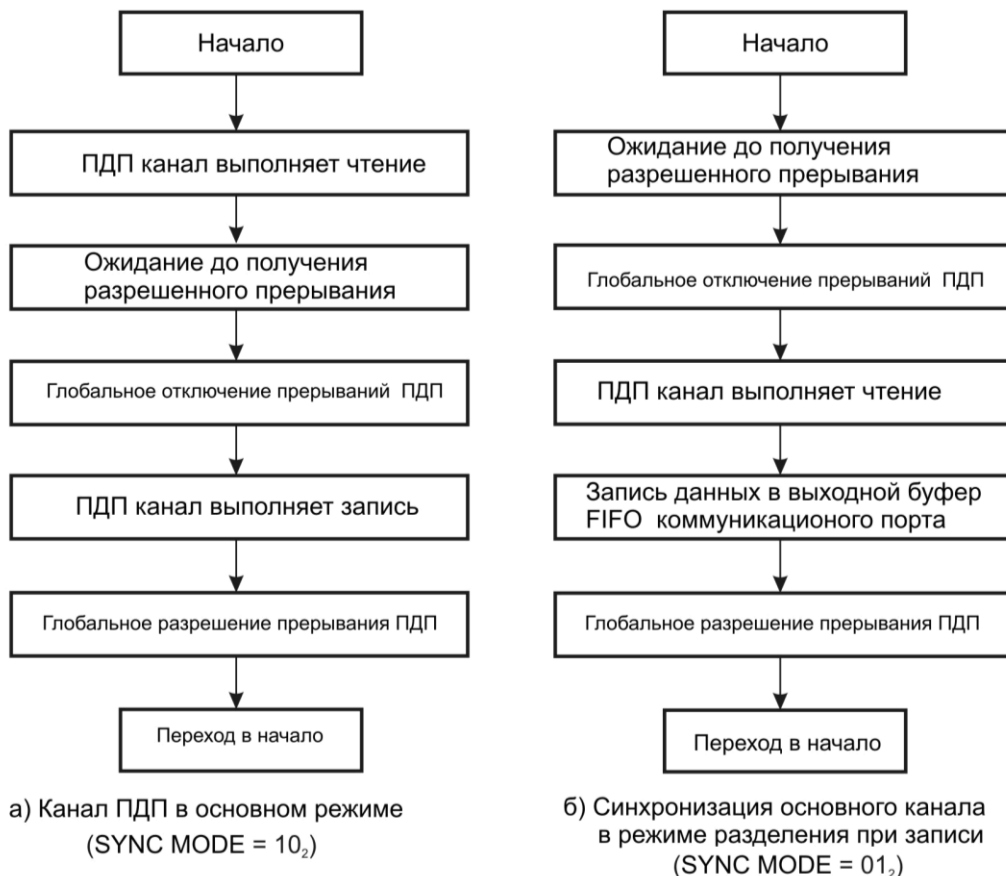 Начало
ПДП канал выполняет чтение
Ожидание до получения
разрешенного прерывания
Глобальное отключение прерываний ПДП
ПДП канал выполняет запись
Глобальное разрешение прерывания ПДП
Переход в начало
а) Канал ПДП в основном режиме
(SYNC MODE = 10₂)
Начало
Ожидание до получения
разрешенного прерывания
Глобальное отключение прерываний ПДП
ПДП канал выполняет чтение
Запись данных в выходной буфер
FIFO коммуникационого порта
Глобальное разрешение прерывания ПДП
Переход в начало
б) Синхронизация основного канала
в режиме разделения при записи
(SYNC MODE = 01₂)